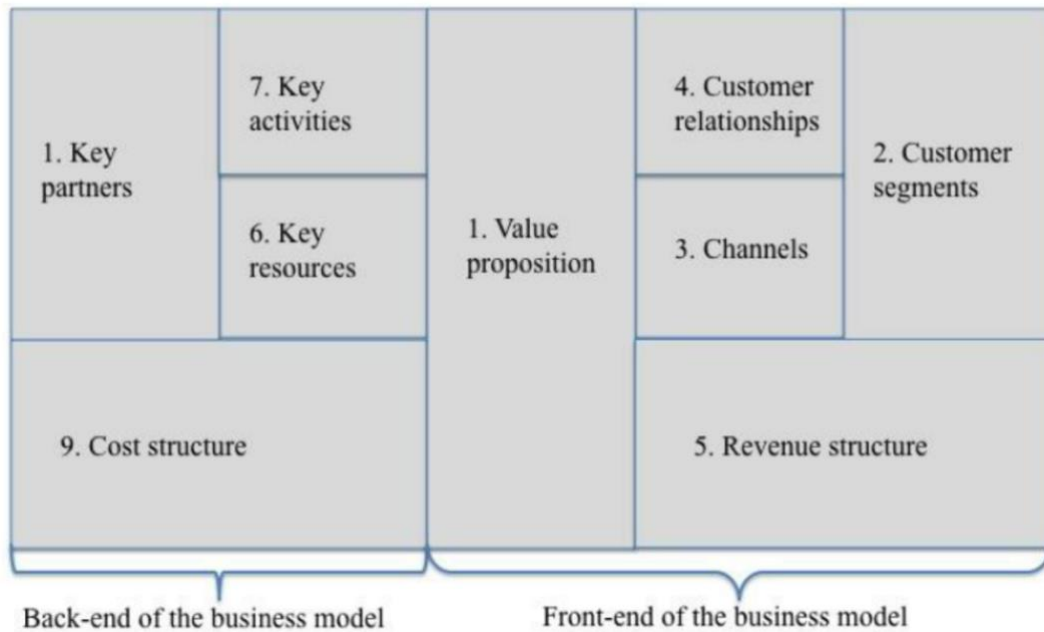 7. Key
activities
4. Customer
relationships
1. Key
partners
2. Customer
segments
6. Key
resources
1. Value
proposition
3. Channels
9. Cost structure
5. Revenue structure
Back-end of the business model
Front-end of the business model